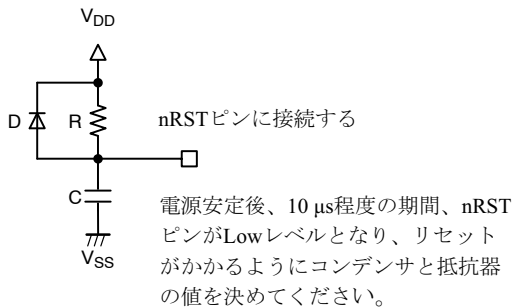 VDD
D
R
nRSTピンに接続する
C
VSS
電源安定後、10 μs程度の期間、nRST
ピンがLowレベルとなり、リセット
がかかるようにコンデンサと抵抗器
の値を決めてください。